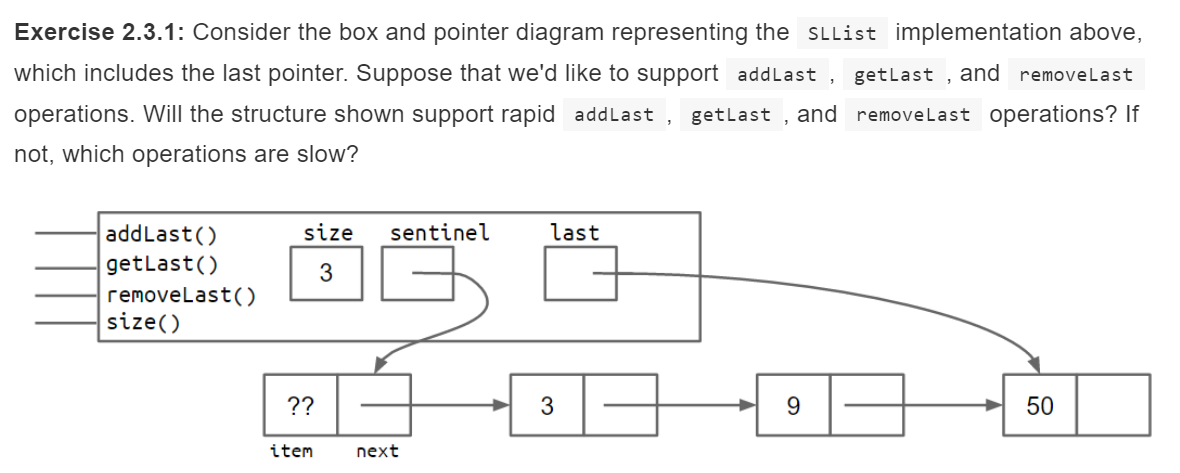 Exercise 2.3.1: Consider the box and pointer diagram representing the SLList implementation above,
which includes the last pointer. Suppose that we'd like to support addLast , getLast , and removeLast
operations. Will the structure shown support rapid addLast , getLast , and removeLast operations? If
not, which operations are slow?
addLast() size sentinel last
getLast() 3
removeLast()
size()
?? 3 9 50
item next